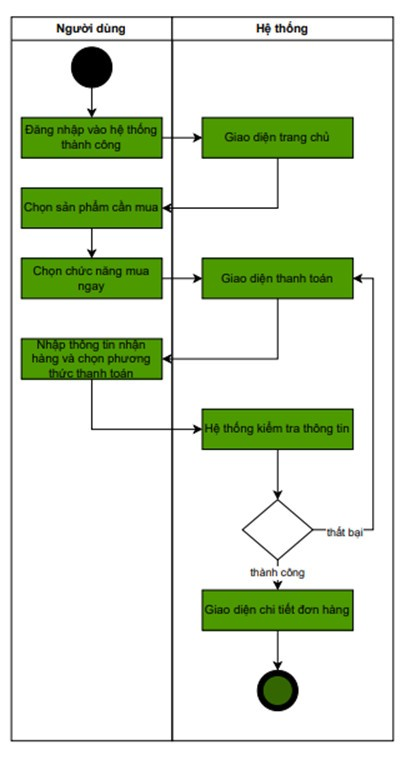 Người dùng
Hệ thống
Đăng nhập vào hệ thống
thành công
Giao diện trang chủ
Chọn sản phẩm cần mua
Chọn chức năng mua
ngay
Giao diện thanh toán
Nhập thông tin nhận
hàng và chọn phương
thức thanh toán
Hệ thống kiểm tra thông tin
thất bại
thành công
Giao diện chi tiết đơn hàng